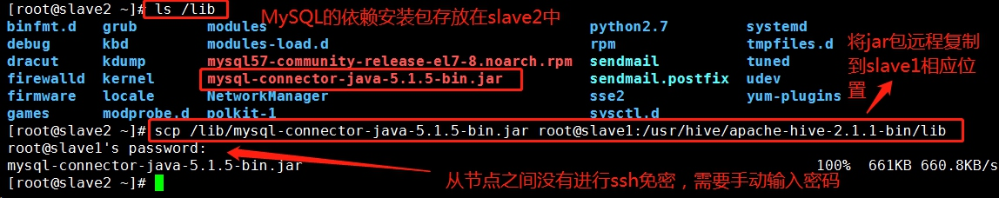 [root@slave2 ~]# ls /lib
MySQL的依赖安装包存放在slave2中
binfmt.d grub modules python2.7 systemd
debug kbd modules-load.d rpm tmpfiles.d
dracut kdump mysql57-community-release-el7-8.noarch.rpm sendmail tuned
firewalld kernel mysql-connector-java-5.1.5-bin.jar sendmail.postfix udev
firmware locale NetworkManager sse2 yum-plugins
games modprobe.d polkit-1 sysctl.d
将jar包远程复制
到slave1相应位
置
[root@slave2 ~]# scp /lib/mysql-connector-java-5.1.5-bin.jar root@slave1:/usr/hive/apache-hive-2.1.1-bin/lib
root@slave1's password:
mysql-connector-java-5.1.5-bin.jar 100% 661KB 660.8KB/s
[root@slave2 ~]#
从节点之间没有进行ssh免密，需要手动输入密码